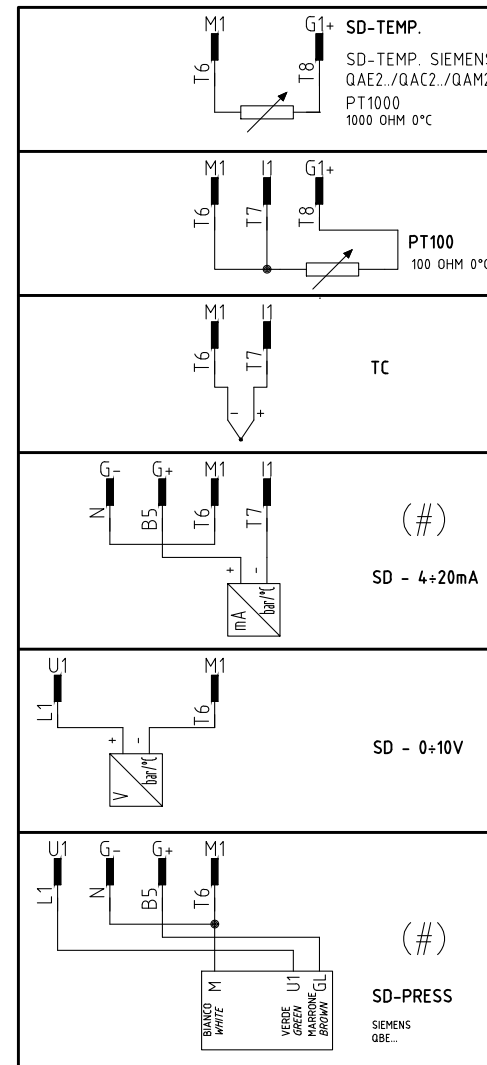 M1 G1+ SD-TEMP.
T6 T8
SD-TEMP. SIEMENS
QAE2../QAC2../QAM2
PT1000
1000 OHM 0°C
M1 I1 G1+
T6 T7 T8
PT100
100 OHM 0°C
M1 I1
T6 T7
TC
- +
G- G+ M1 I1
N B5 T6 T7
(#)
+ -
mA bar/°C
SD - 4÷20mA
U1 M1
L1 T6
+ -
V bar/°C
SD - 0÷10V
U1 G- G+ M1
L1 N B5 T6
(#)
M U1 GL
BIANCO VERDE MARRONE
WHITE GREEN BROWN
SD-PRESS
SIEMENS
QBE...